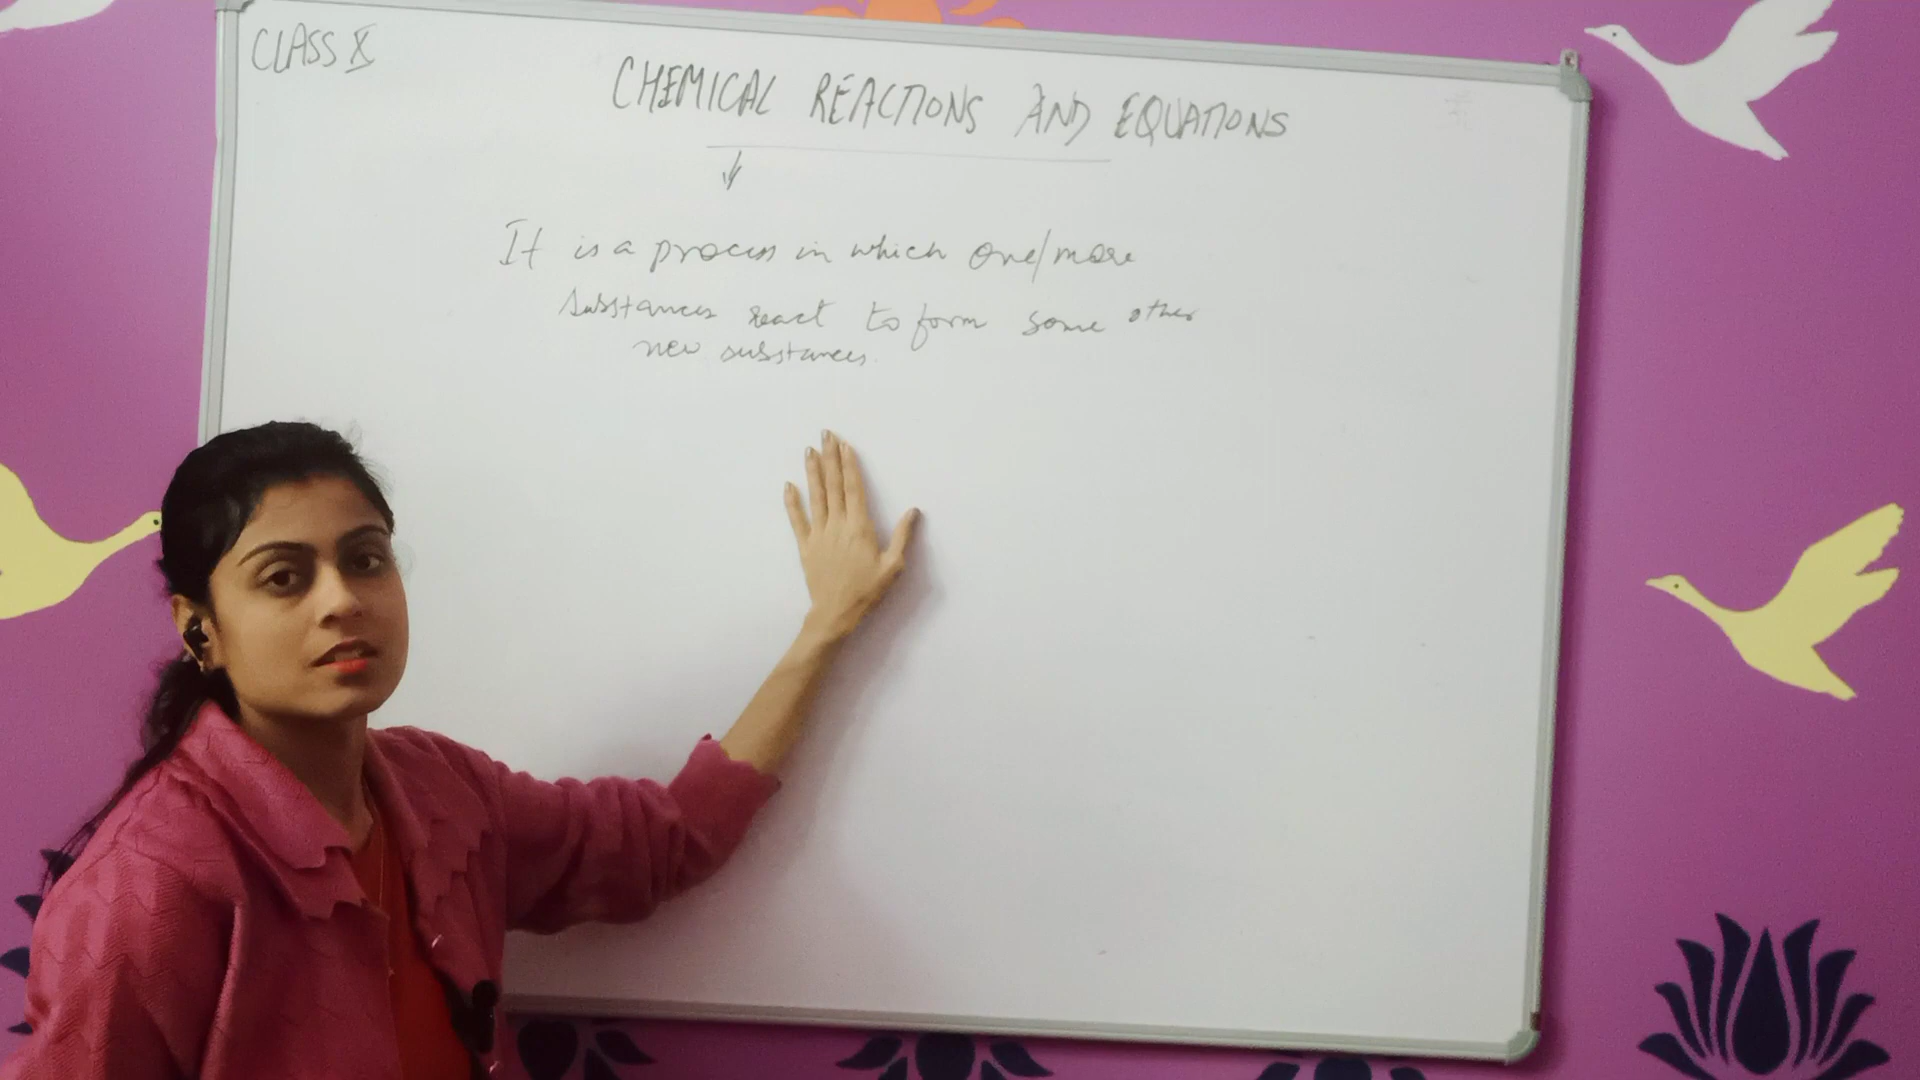 CLASS X
CHEMICAL REACTIONS AND EQUATIONS
It is a process in which one/more
substances react to form some other
new substances.